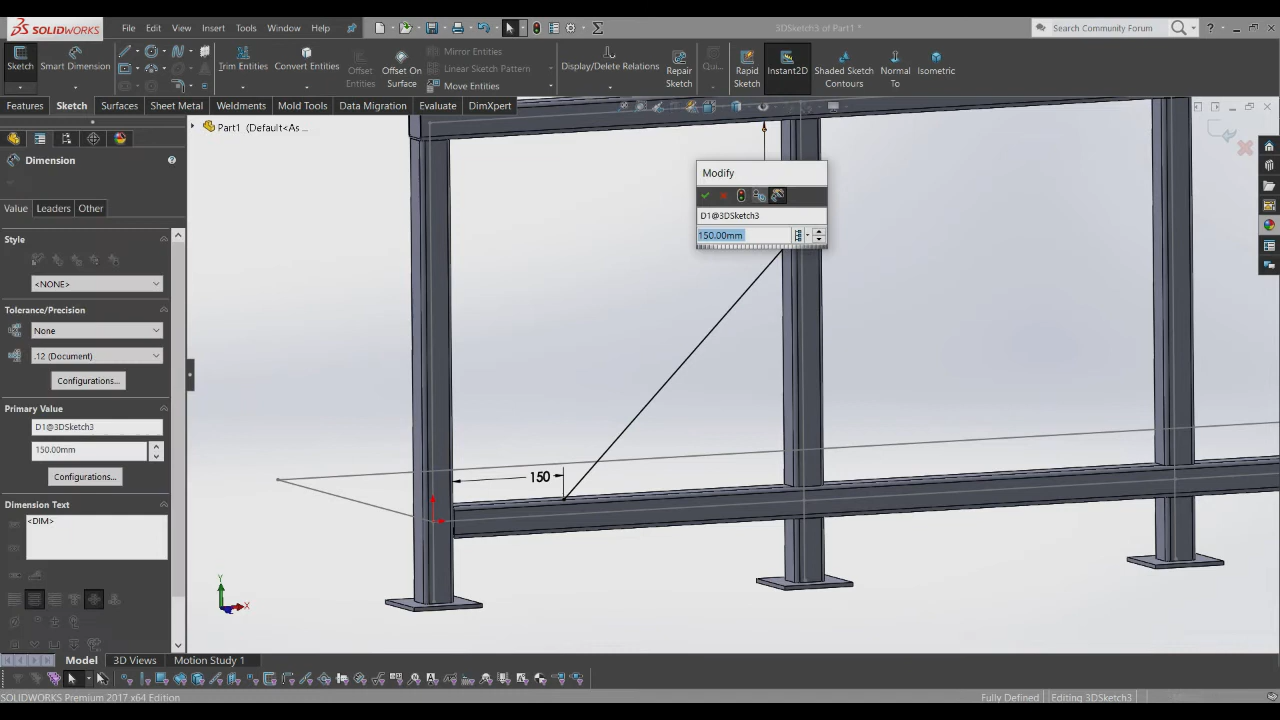 SOLIDWORKS
File Edit View Insert Tools Window Help
3DSketch3 of Part1 *
Search Community Forum
Sketch
Smart Dimension
Trim Entities
Convert Entities
Offset Entities
Offset On Surface
Mirror Entities
Linear Sketch Pattern
Move Entities
Display/Delete Relations
Repair Sketch
Qui...
Rapid Sketch
Instant2D
Shaded Sketch Contours
Normal To
Isometric
Features Sketch Surfaces Sheet Metal Weldments Mold Tools Data Migration Evaluate DimXpert
Part1 (Default<As ...
Dimension
Value Leaders Other
Style
<NONE>
Tolerance/Precision
None
.12 (Document)
Configurations...
Primary Value
D1@3DSketch3
150.00mm
Configurations...
Dimension Text
<DIM>
Modify
D1@3DSketch3
150.00mm
150
Y
X
Model 3D Views Motion Study 1
SOLIDWORKS Premium 2017 x64 Edition
Fully Defined Editing 3DSketch3